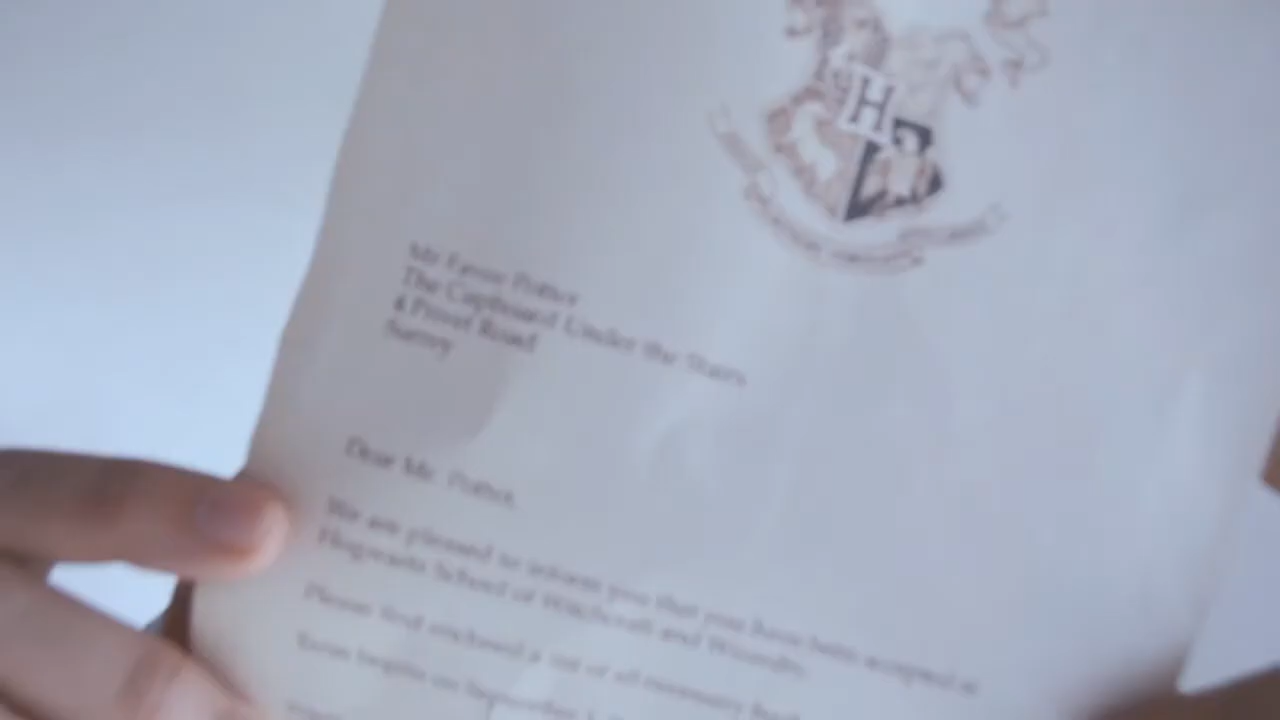 H
Mr Potter
The Cupboard Under the Stairs
4 Privet Road
Surrey
Dear Mr. Potter,
We are pleased to inform you that you have been accepted at
Hogwarts School of Witchcraft and Wizardry.
Please find enclosed a list of all necessary
Term begins on September